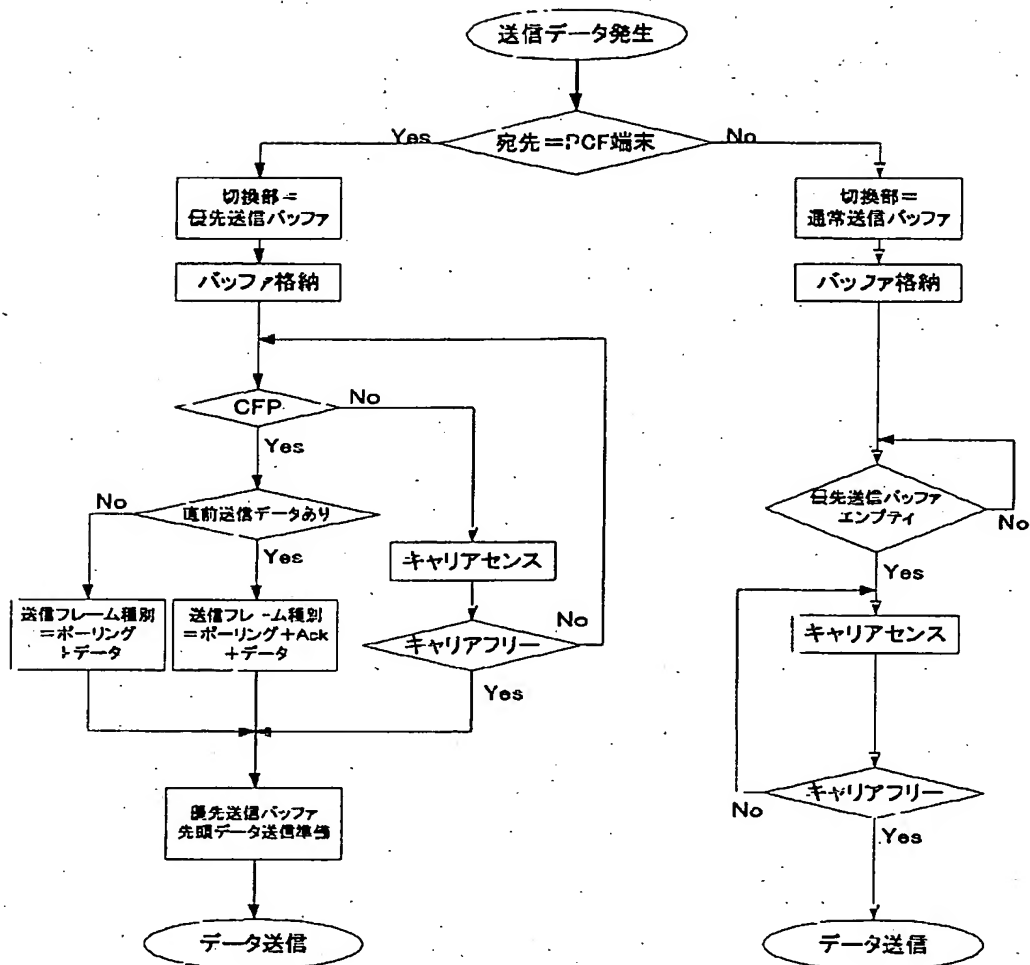 送信データ発生
宛先=PCF端末
Yes
No
切換部=
優先送信バッファ
バッファ格納
CFP
No
Yes
直前送信データあり
No
Yes
送信フレーム種別
=ポーリング
+データ
送信フレーム種別
=ポーリング+Ack
+データ
キャリアセンス
キャリアフリー
No
Yes
優先送信バッファ
先頭データ送信準備
データ送信
切換部=
通常送信バッファ
バッファ格納
優先送信バッファ
エンプティ
No
Yes
キャリアセンス
キャリアフリー
No
Yes
データ送信